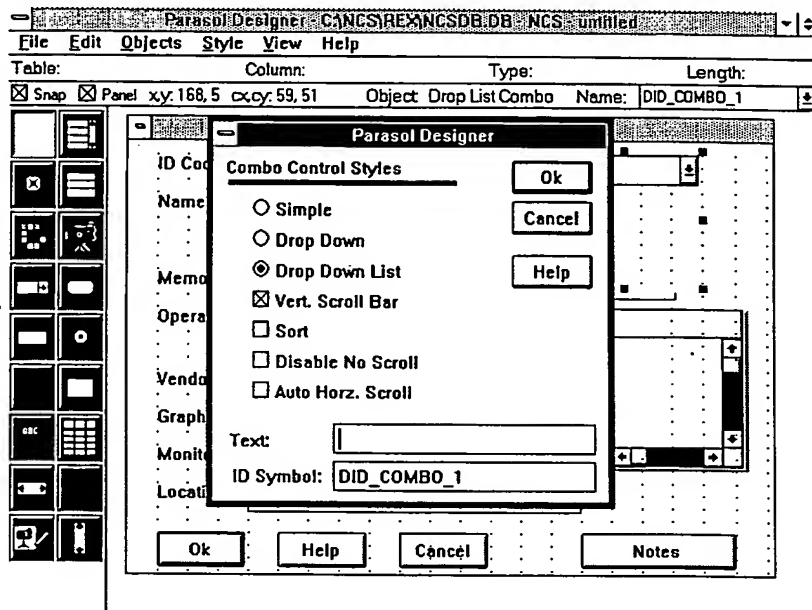 Parasol Designer - C:\NCS\REX\NCSDB.DB - NCS - untitled
File Edit Objects Style View Help
Table: Column: Type: Length:
Snap Panel x,y: 168, 5 cx,cy: 59, 51 Object: Drop List Combo Name: DID_COMBO_1
Parasol Designer
ID Cod
Combo Control Styles
Ok
Name
Simple
Cancel
Drop Down
Memo
Drop Down List
Help
Vert. Scroll Bar
Opera
Sort
Disable No Scroll
Vendo
Auto Horz. Scroll
Graph
ABC
Text:
Monito
ID Symbol: DID_COMBO_1
Locati
Ok Help Cancel Notes